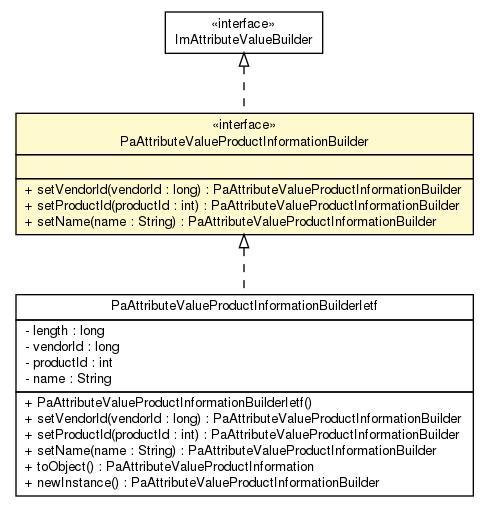 «interface»
ImAttributeValueBuilder
«interface»
PaAttributeValueProductInformationBuilder
+ setVendorId(vendorId : long) : PaAttributeValueProductInformationBuilder
+ setProductId(productId : int) : PaAttributeValueProductInformationBuilder
+ setName(name : String) : PaAttributeValueProductInformationBuilder
PaAttributeValueProductInformationBuilderIetf
- length : long
- vendorId : long
- productId : int
- name : String
+ PaAttributeValueProductInformationBuilderIetf()
+ setVendorId(vendorId : long) : PaAttributeValueProductInformationBuilder
+ setProductId(productId : int) : PaAttributeValueProductInformationBuilder
+ setName(name : String) : PaAttributeValueProductInformationBuilder
+ toObject() : PaAttributeValueProductInformation
+ newInstance() : PaAttributeValueProductInformationBuilder